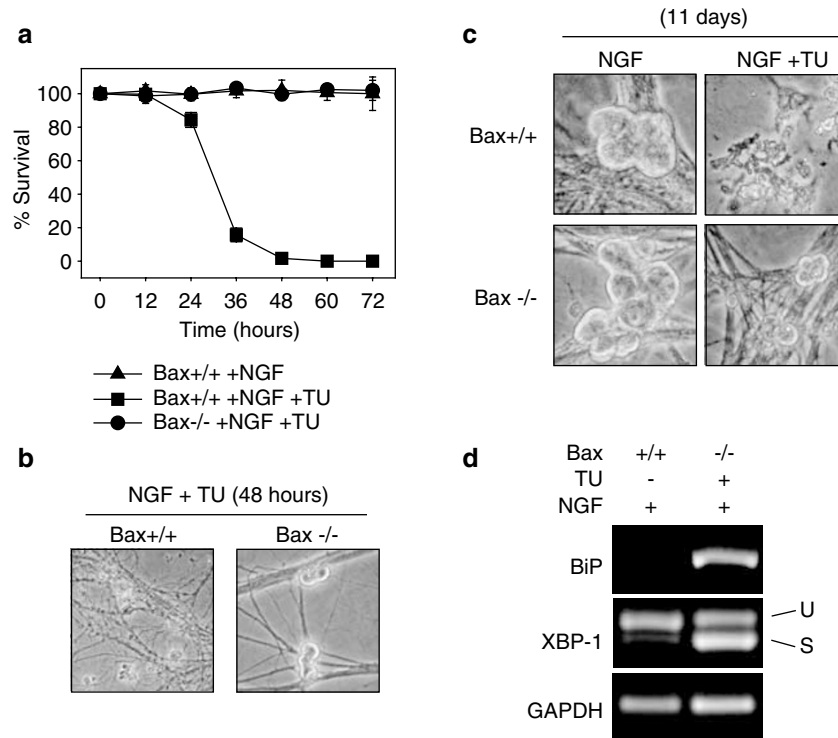 a
% Survival
100
80
60
40
20
0
0 12 24 36 48 60 72
Time (hours)
Bax+/+ +NGF
Bax+/+ +NGF +TU
Bax-/- +NGF +TU
b
NGF + TU (48 hours)
Bax+/+ Bax -/-
c
(11 days)
NGF NGF +TU
Bax+/+
Bax -/-
d
Bax +/+ -/-
TU - +
NGF + +
BiP
XBP-1
U
S
GAPDH